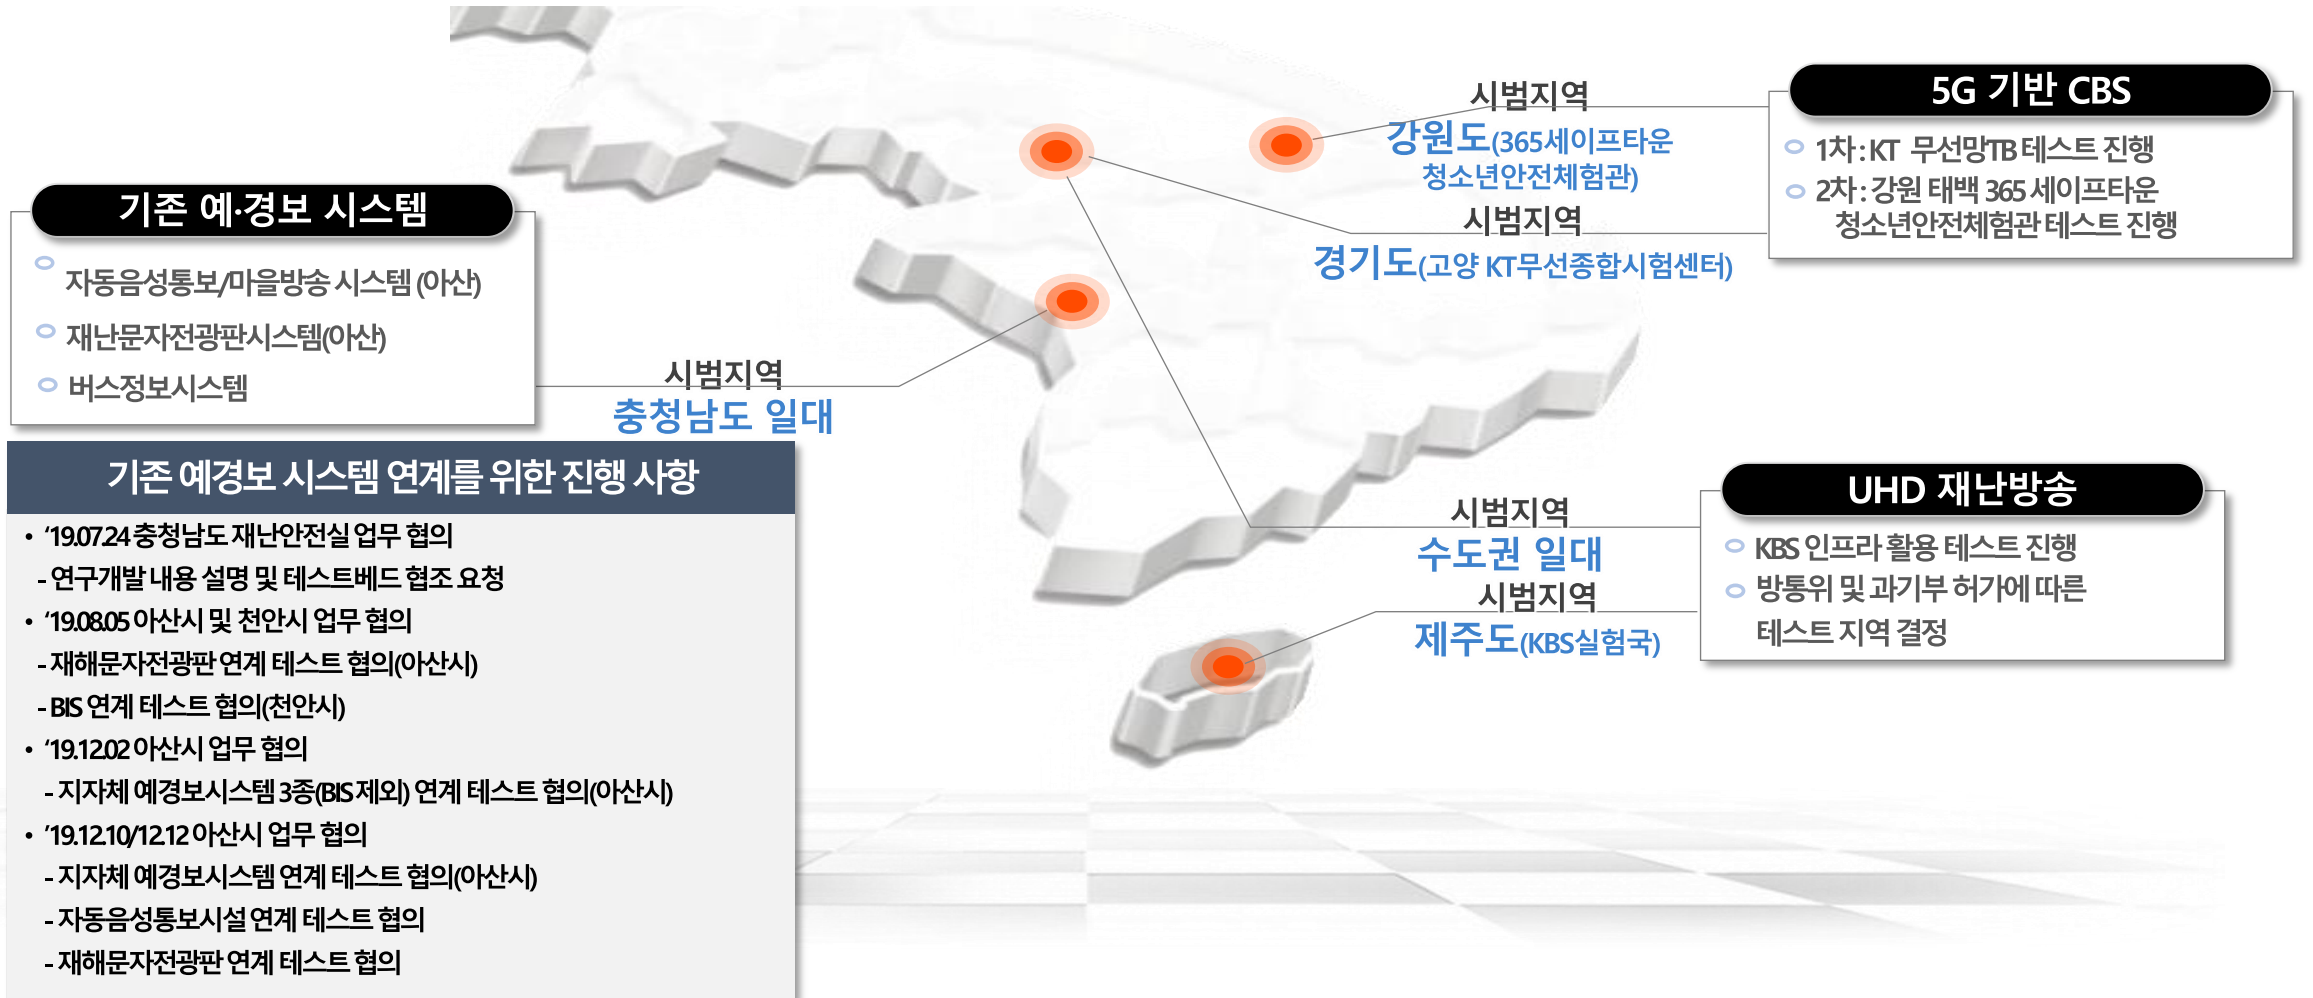 시범지역
강원도(365세이프타운
청소년안전체험관)
시범지역
경기도(고양 KT무선종합시험센터)
5G 기반 CBS
1차 : KT 무선망TB 테스트 진행
2차 : 강원 태백 365 세이프타운
청소년안전체험관 테스트 진행
기존 예·경보 시스템
자동음성통보/마을방송 시스템 (아산)
재난문자전광판시스템(아산)
버스정보시스템
시범지역
충청남도 일대
기존 예경보 시스템 연계를 위한 진행 사항
• ‘19.07.24 충청남도 재난안전실 업무 협의
- 연구개발 내용 설명 및 테스트베드 협조 요청
• ‘19.08.05 아산시 및 천안시 업무 협의
- 재해문자전광판 연계 테스트 협의(아산시)
- BIS 연계 테스트 협의(천안시)
• ‘19.12.02 아산시 업무 협의
- 지자체 예경보시스템 3종(BIS 제외) 연계 테스트 협의(아산시)
• ’19.12.10/12.12 아산시 업무 협의
- 지자체 예경보시스템 연계 테스트 협의(아산시)
- 자동음성통보시설 연계 테스트 협의
- 재해문자전광판 연계 테스트 협의
시범지역
수도권 일대
시범지역
제주도(KBS실험국)
UHD 재난방송
KBS 인프라 활용 테스트 진행
방통위 및 과기부 허가에 따른
테스트 지역 결정